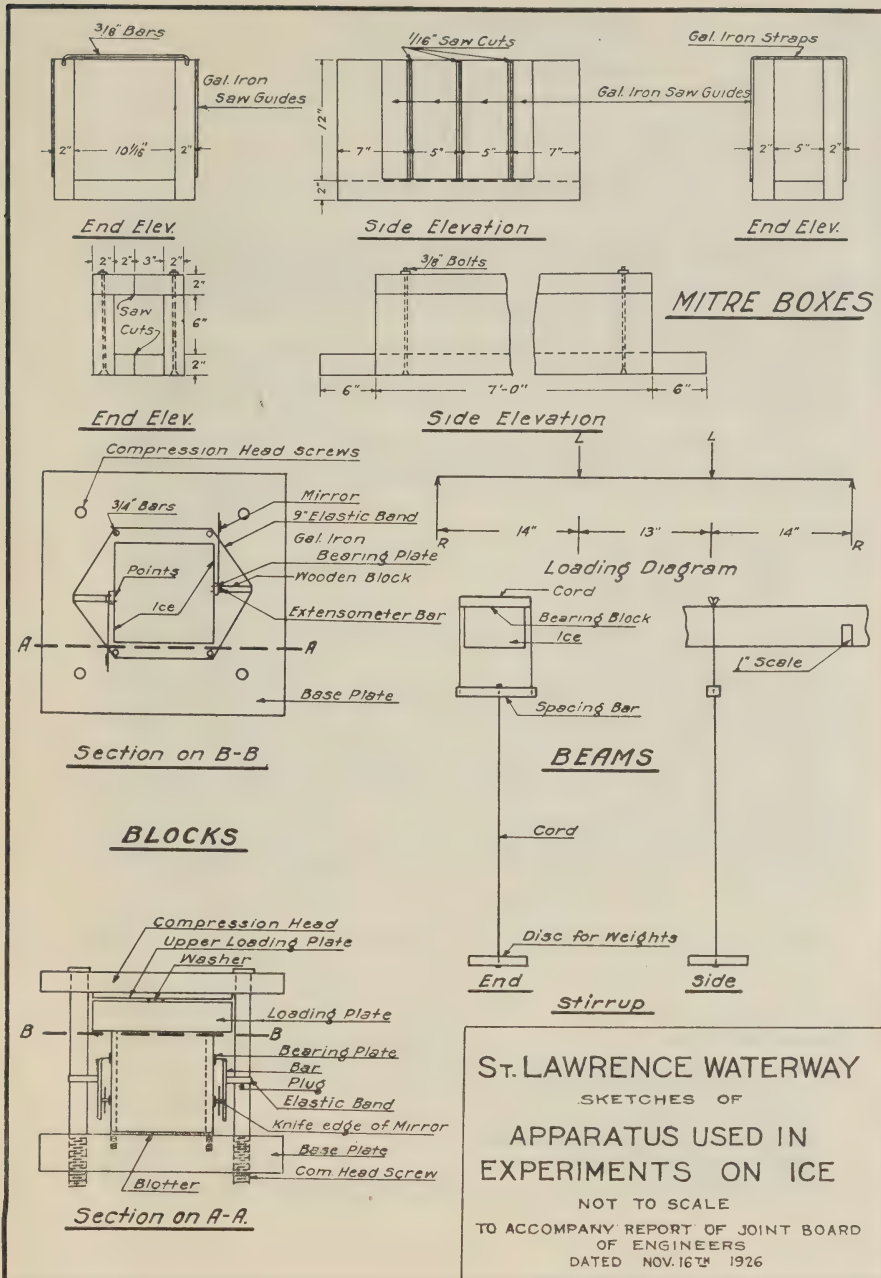 3/8" Bars
Gal. Iron
Saw Guides
2" 10 1/16" 2"
End Elev.
1/16" Saw Cuts
Gal. Iron Saw Guides
12"
7" 5" 5" 7"
2"
Side Elevation
Gal. Iron Straps
2" 5" 2"
End Elev.
2" 2" 3" 2"
2"
Saw
Cuts
6"
2"
End Elev.
3/8" Bolts
6" 7'-0" 6"
Side Elevation
MITRE BOXES
Compression Head Screws
3/4" Bars
Mirror
9" Elastic Band
Gal. Iron
Bearing Plate
Points
Wooden Block
Ice
Extensometer Bar
A A
Base Plate
Section on B-B
BLOCKS
L L
R 14" 13" 14" R
Loading Diagram
Cord
Bearing Block
Ice
1" Scale
Spacing Bar
BEAMS
Cord
Disc for Weights
End Side
Stirrup
Compression Head
Upper Loading Plate
Washer
Loading Plate
B B
Bearing Plate
Bar
Plug
Elastic Band
Knife edge of Mirror
Base Plate
Com. Head Screw
Blotter
Section on A-A.
ST. LAWRENCE WATERWAY
SKETCHES OF
APPARATUS USED IN
EXPERIMENTS ON ICE
NOT TO SCALE
TO ACCOMPANY REPORT OF JOINT BOARD
OF ENGINEERS
DATED NOV. 16TH 1926